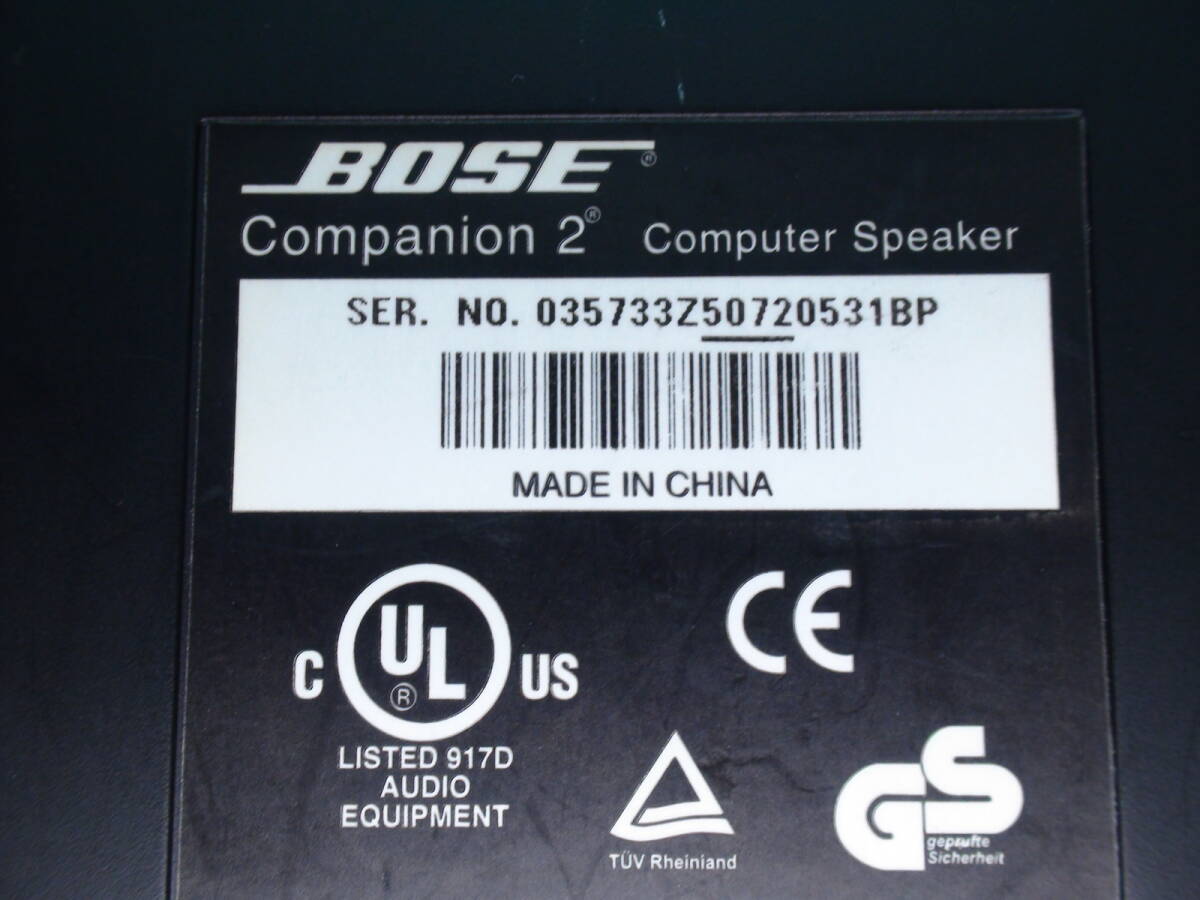 BOSE®
Companion 2® Computer Speaker
SER. NO. 035733Z50720531BP
MADE IN CHINA
C UL® US
CE
LISTED 917D
AUDIO
EQUIPMENT
TÜV Rheinland
GS
geprüfte
Sicherheit